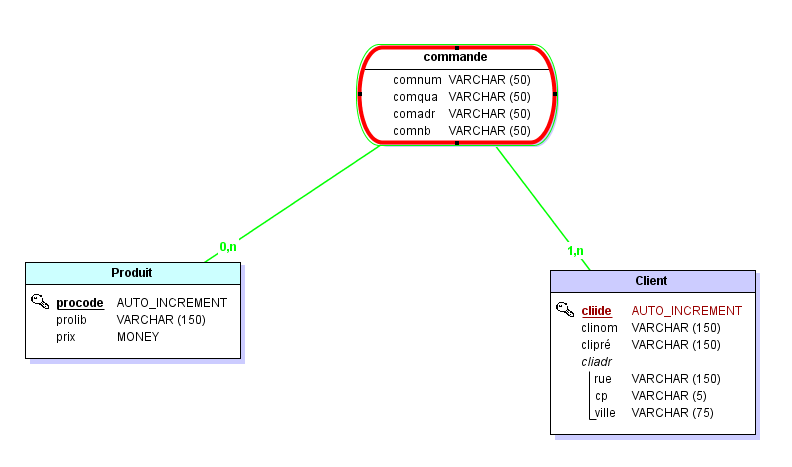 commande
comnum VARCHAR (50)
comqua VARCHAR (50)
comadr VARCHAR (50)
comnb VARCHAR (50)
0,n
1,n
Produit
procode AUTO_INCREMENT
prolib VARCHAR (150)
prix MONEY
Client
cliide AUTO_INCREMENT
clinom VARCHAR (150)
clipré VARCHAR (150)
cliadr
rue VARCHAR (150)
cp VARCHAR (5)
ville VARCHAR (75)